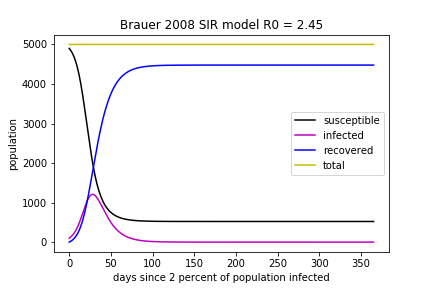 Brauer 2008 SIR model R0 = 2.45
5000
4000
3000
2000
1000
0
population
susceptible
infected
recovered
total
0 50 100 150 200 250 300 350
days since 2 percent of population infected